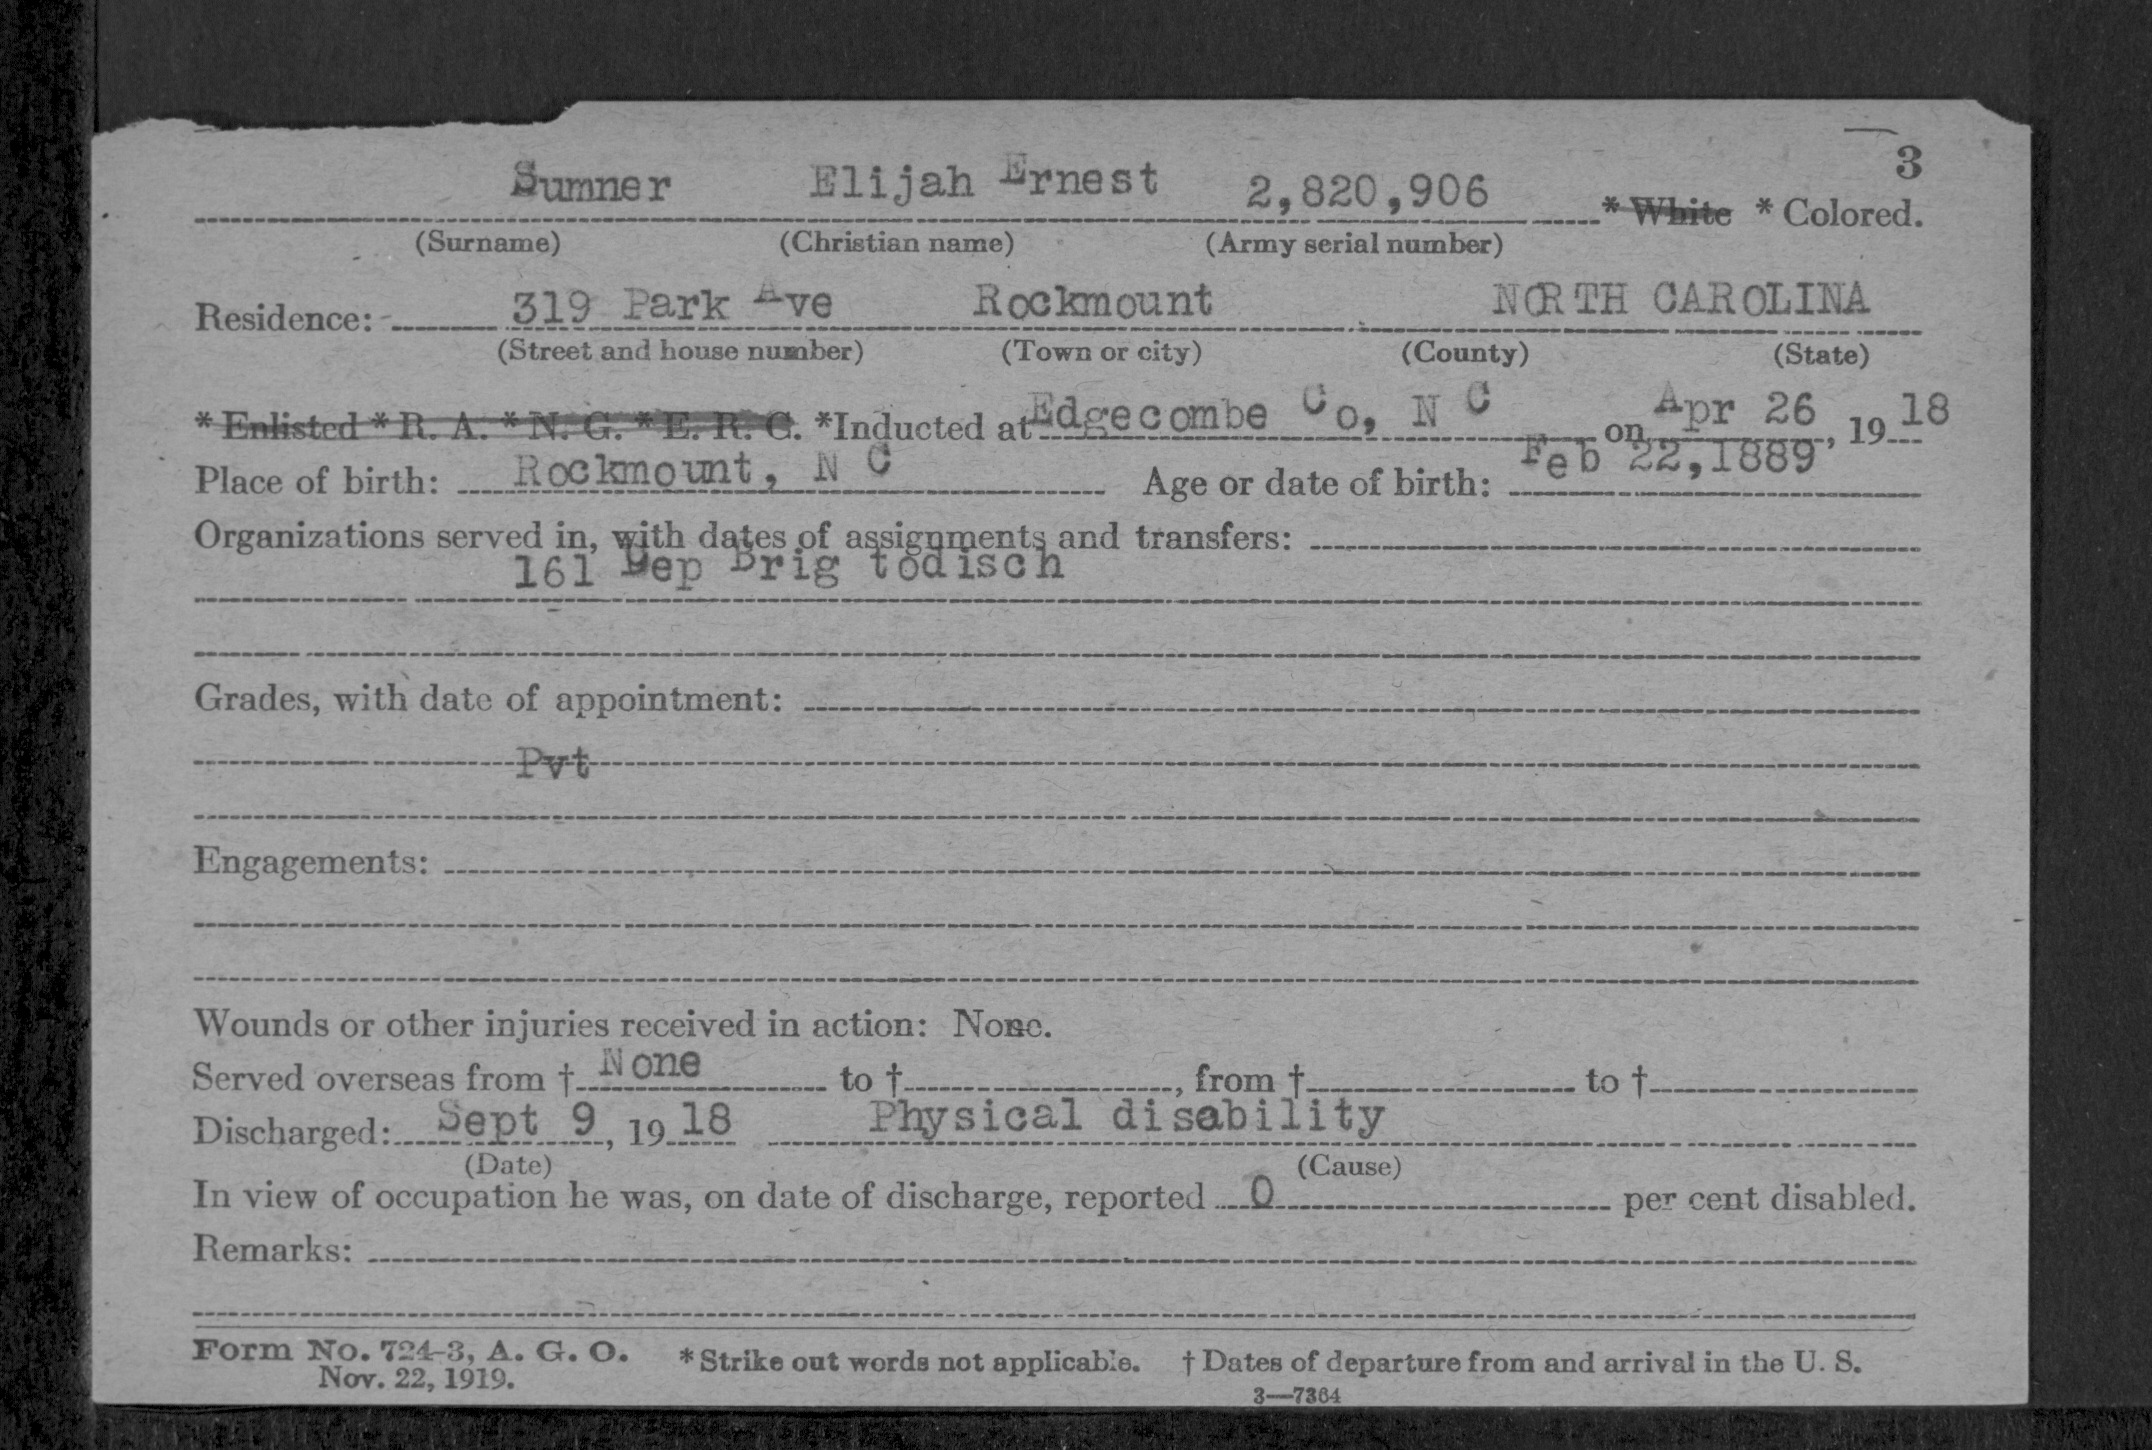 3
Sumner Elijah Ernest 2,820,906 * White * Colored.
(Surname) (Christian name) (Army serial number)
Residence: 319 Park Ave Rockmount NORTH CAROLINA
(Street and house number) (Town or city) (County) (State)
* Enlisted * R. A. * N. G. * E. R. C. *Inducted at Edgecombe Co, N C on Apr 26, 1918
Place of birth: Rockmount, N C Age or date of birth: Feb 22,1889
Organizations served in, with dates of assignments and transfers:
161 Dep Brig todisch
Grades, with date of appointment:
Pvt
Engagements:
Wounds or other injuries received in action: None.
Served overseas from † None to †, from † to †
Discharged: Sept 9, 1918 Physical disability
(Date) (Cause)
In view of occupation he was, on date of discharge, reported 0 per cent disabled.
Remarks:
Form No. 724-3, A. G. O. *Strike out words not applicable. †Dates of departure from and arrival in the U. S.
Nov. 22, 1919.
3—7364